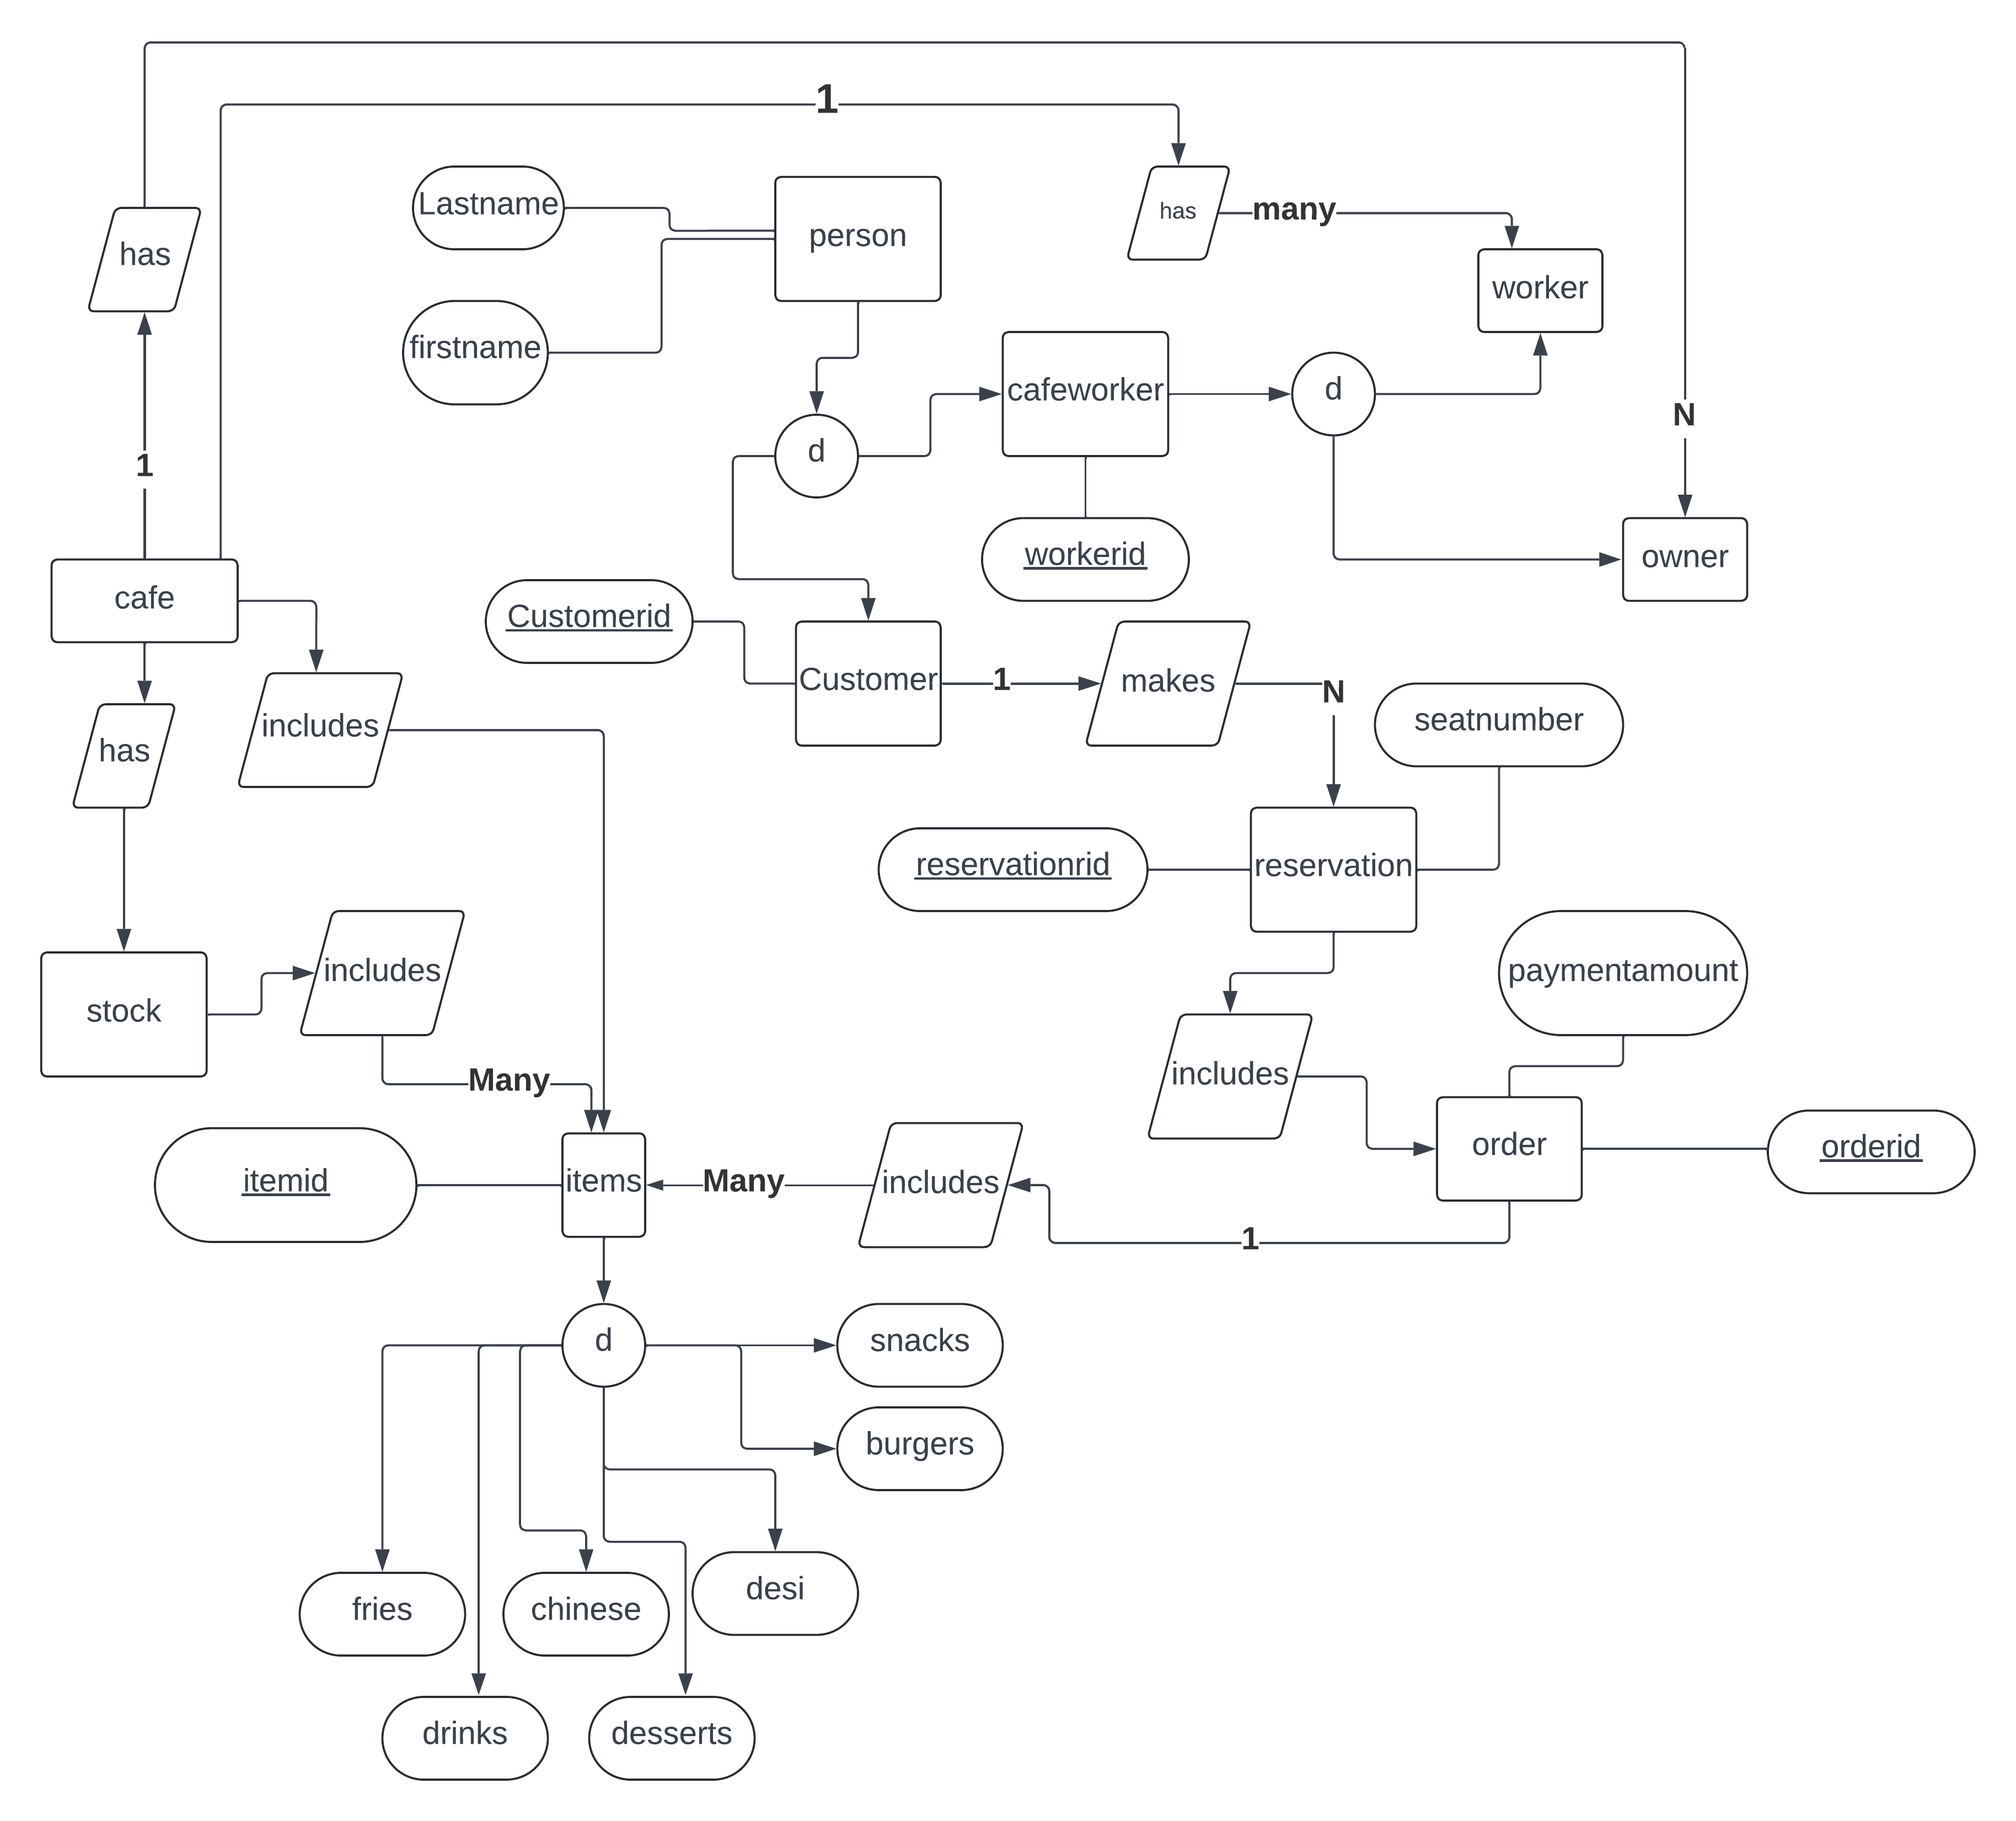 1
Lastname
person
has
many
has
firstname
worker
cafeworker
d
N
d
1
workerid
owner
cafe
Customerid
Customer
1
makes
N
seatnumber
includes
has
reservationrid
reservation
includes
paymentamount
stock
includes
Many
order
orderid
itemid
items
Many
includes
1
d
snacks
burgers
desi
fries
chinese
drinks
desserts